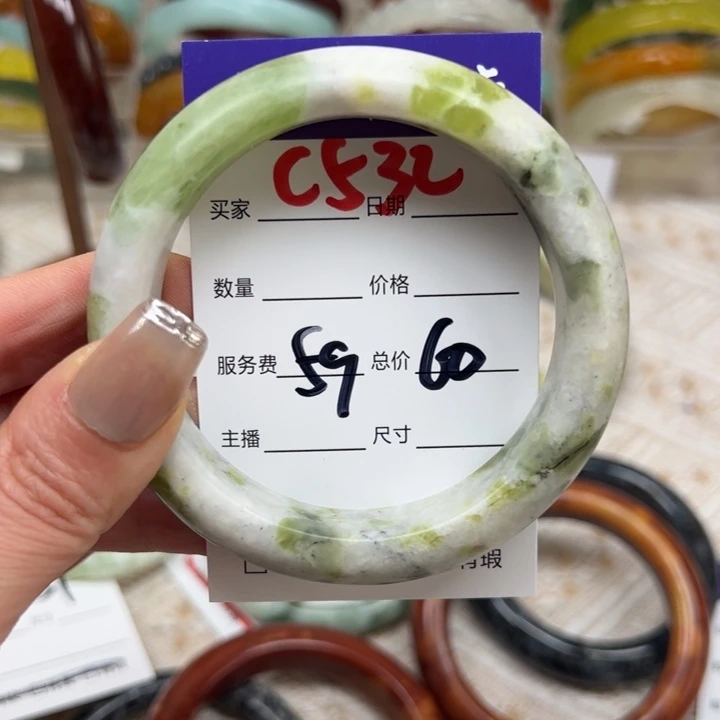 C532
买家 日期
数量 价格
服务费 59 总价 60
主播 尺寸
有瑕